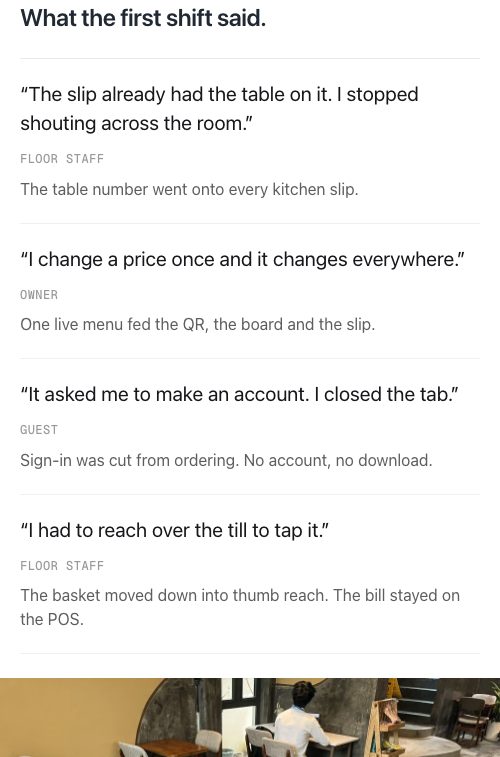 What the first shift said.
“The slip already had the table on it. I stopped
shouting across the room.”
FLOOR STAFF
The table number went onto every kitchen slip.
“I change a price once and it changes everywhere.”
OWNER
One live menu fed the QR, the board and the slip.
“It asked me to make an account. I closed the tab.”
GUEST
Sign-in was cut from ordering. No account, no download.
“I had to reach over the till to tap it.”
FLOOR STAFF
The basket moved down into thumb reach. The bill stayed on
the POS.